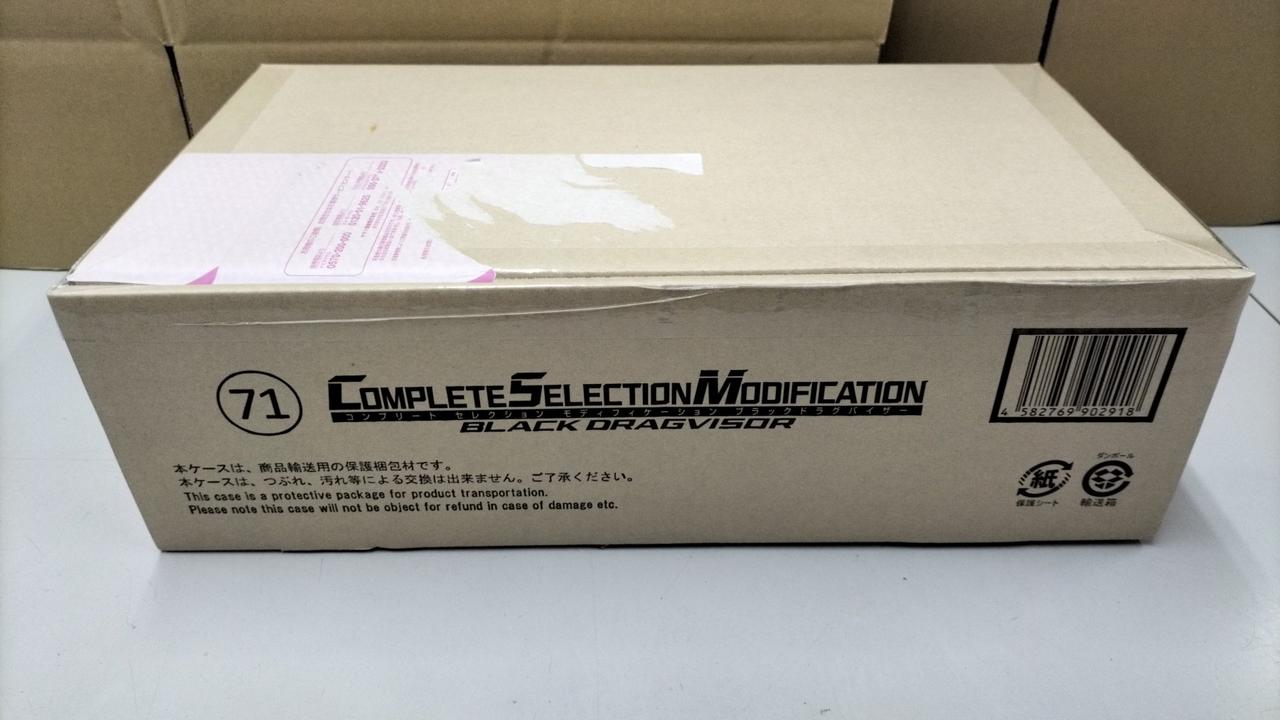 71
COMPLETE SELECTION MODIFICATION
コンプリート セレクション モディフィケーション ブラックドラグバイザー
BLACK DRAGVISOR
4 582769 902918
本ケースは、商品輸送用の保護梱包材です。
本ケースは、つぶれ、汚れ等による交換は出来ません。ご了承ください。
This case is a protective package for product transportation.
Please note this case will not be object for refund in case of damage etc.
紙
保護シート
ダンボール
輸送箱